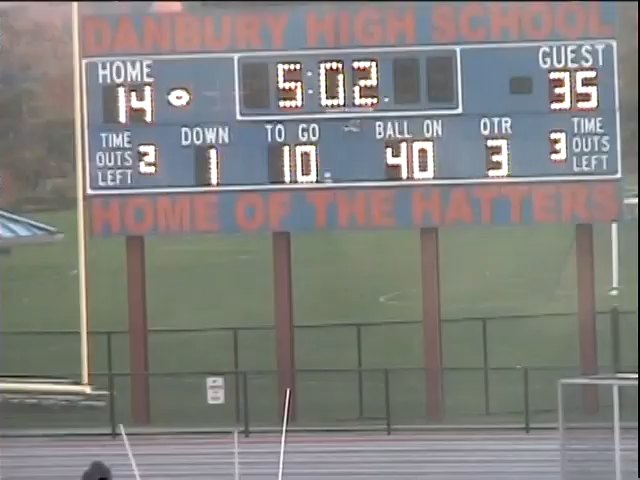 DANBURY HIGH SCHOOL
HOME 5:02 GUEST
14 35
TIME OUTS LEFT 2 DOWN 1 TO GO 10 BALL ON 40 QTR 3 3 TIME OUTS LEFT
HOME OF THE HATTERS